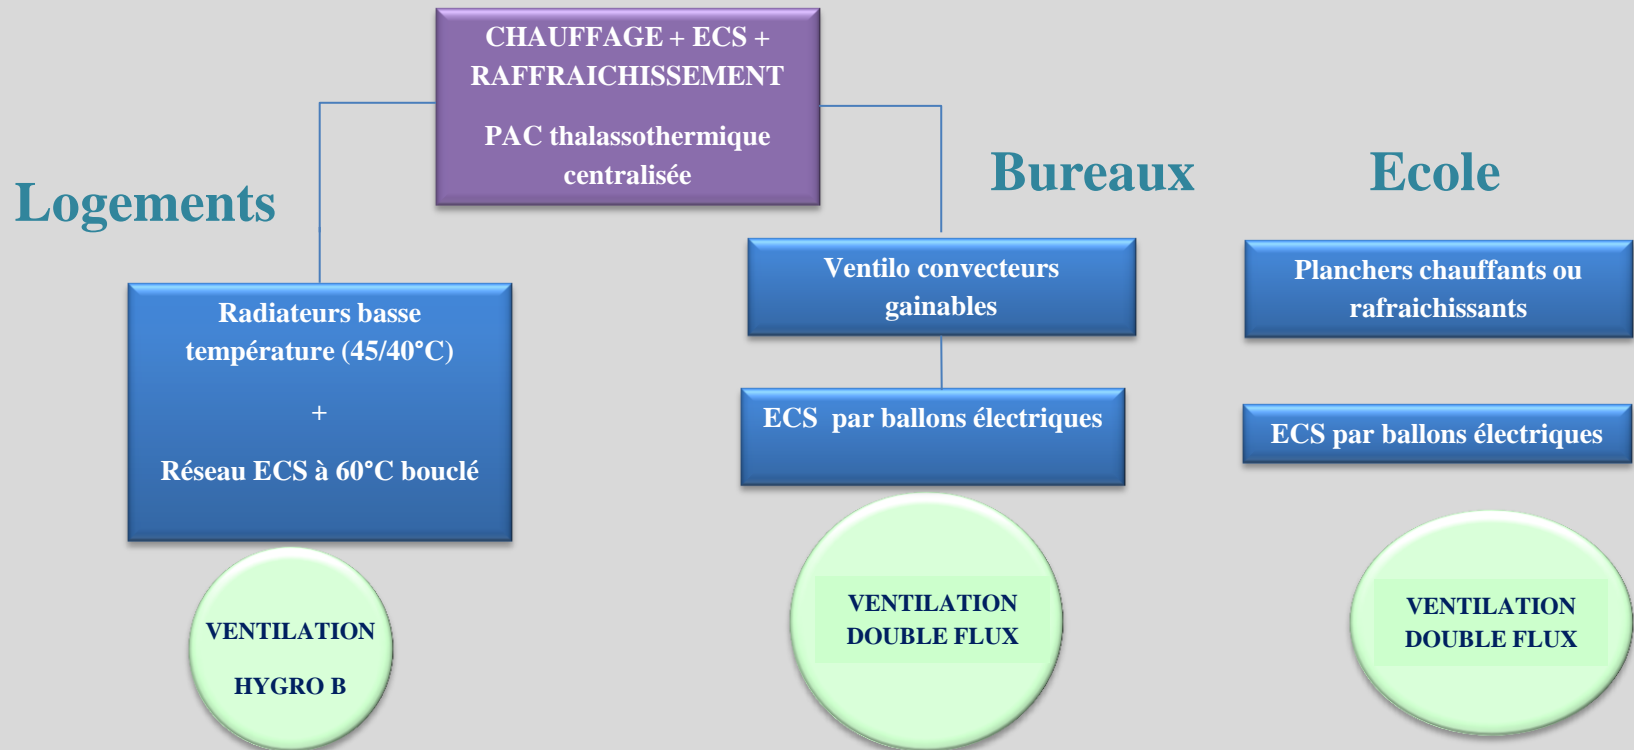 CHAUFFAGE + ECS +
RAFFRAICHISSEMENT
PAC thalassothermique
centralisée
Logements
Radiateurs basse
température (45/40°C)
+
Réseau ECS à 60°C bouclé
VENTILATION
HYGRO B
Bureaux
Ventilo convecteurs
gainables
ECS par ballons électriques
VENTILATION
DOUBLE FLUX
Ecole
Planchers chauffants ou
rafraichissants
ECS par ballons électriques
VENTILATION
DOUBLE FLUX